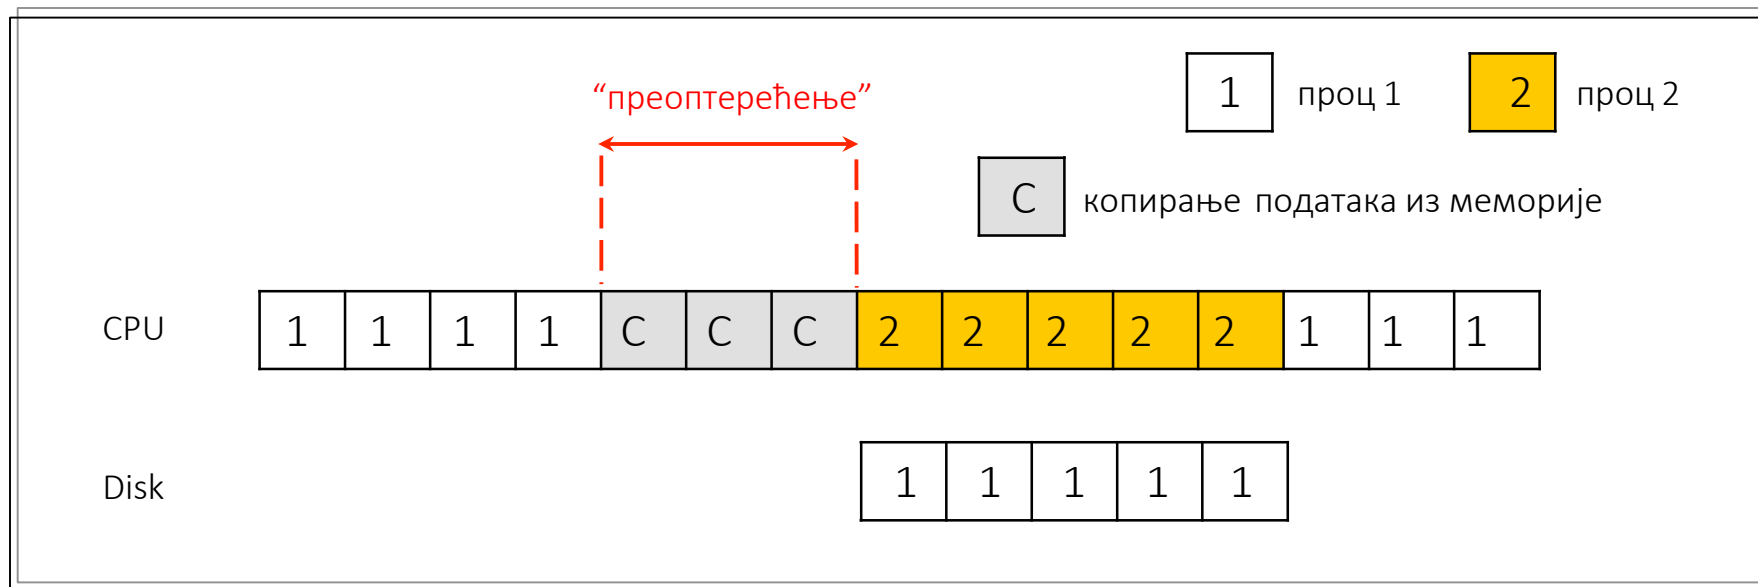 1 проц 1 2 проц 2
“преоптерећење”
C копирање података из меморије
CPU 1 1 1 1 C C C 2 2 2 2 2 1 1 1
Disk 1 1 1 1 1